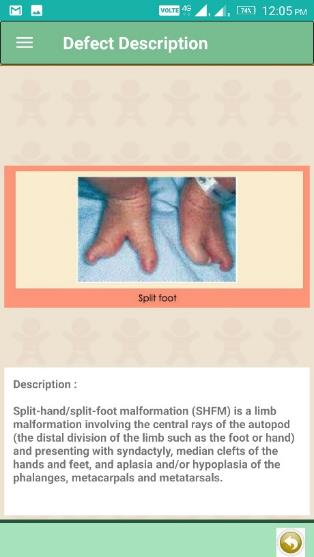 VOLTE 4G 74% 12:05 PM
Defect Description
Split foot
Description :
Split-hand/split-foot malformation (SHFM) is a limb
malformation involving the central rays of the autopod
(the distal division of the limb such as the foot or hand)
and presenting with syndactyly, median clefts of the
hands and feet, and aplasia and/or hypoplasia of the
phalanges, metacarpals and metatarsals.